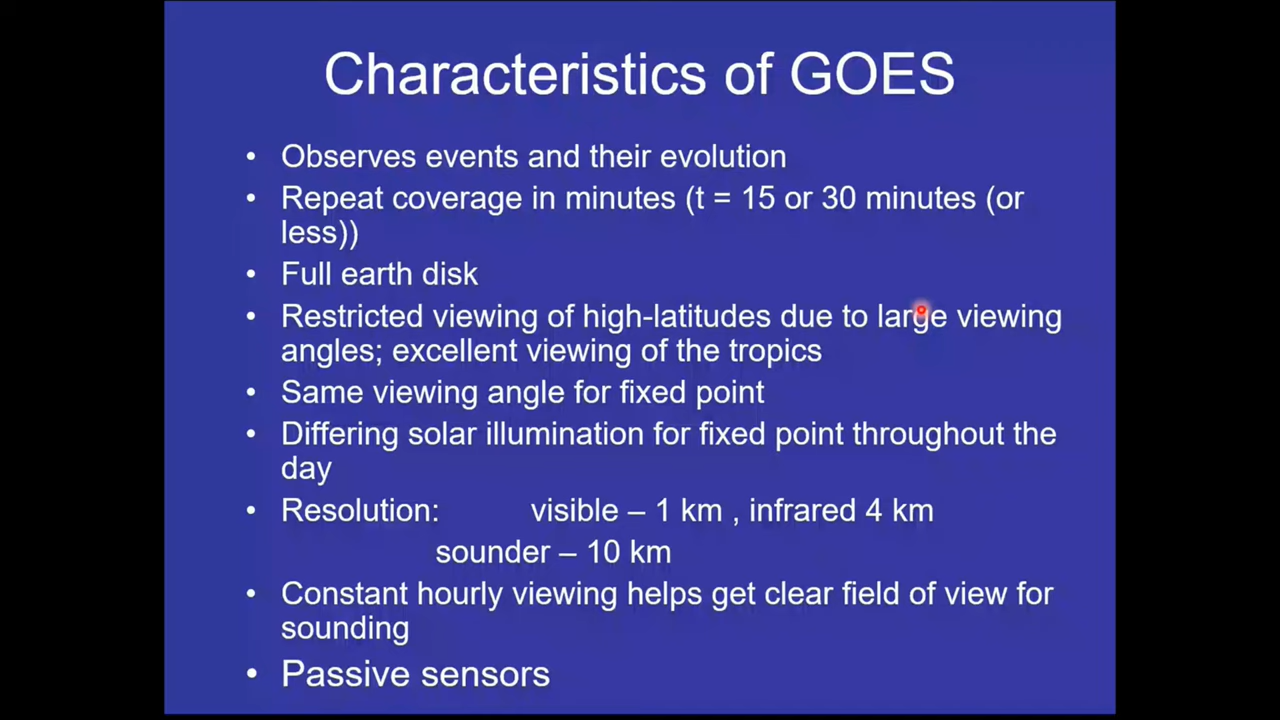 Characteristics of GOES
• Observes events and their evolution
• Repeat coverage in minutes (t = 15 or 30 minutes (or
less))
• Full earth disk
• Restricted viewing of high-latitudes due to large viewing
angles; excellent viewing of the tropics
• Same viewing angle for fixed point
• Differing solar illumination for fixed point throughout the
day
• Resolution: visible – 1 km , infrared 4 km
sounder – 10 km
• Constant hourly viewing helps get clear field of view for
sounding
• Passive sensors